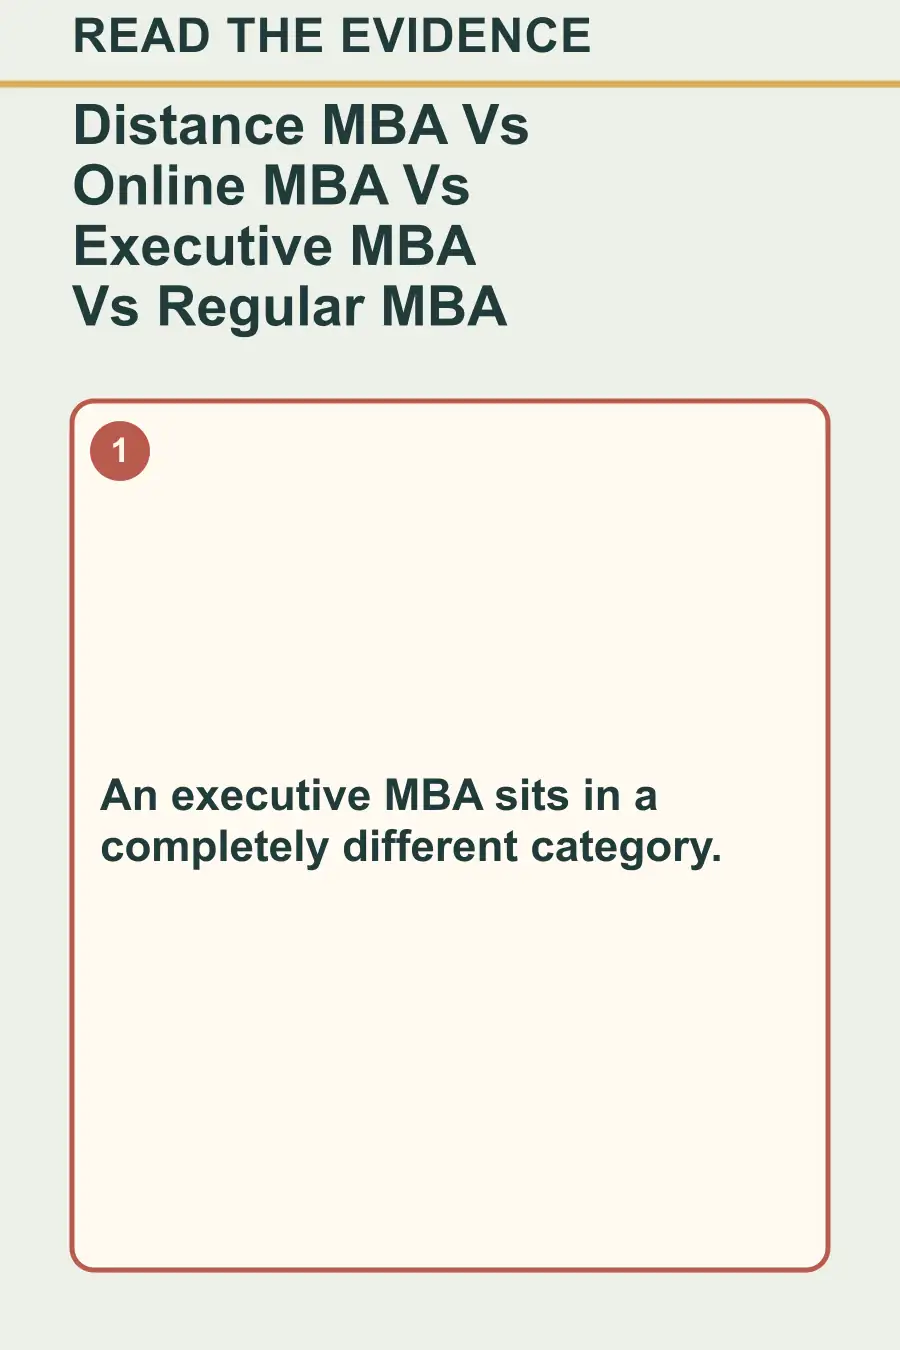 READ THE EVIDENCE
Distance MBA Vs
Online MBA Vs
Executive MBA
Vs Regular MBA
1
An executive MBA sits in a
completely different category.